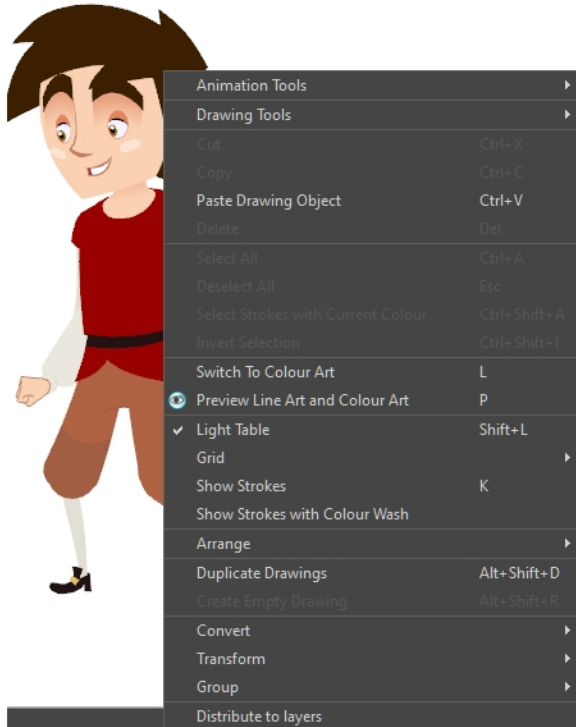 Animation Tools
Drawing Tools
Cut Ctrl+X
Copy Ctrl+C
Paste Drawing Object Ctrl+V
Delete Del
Select All Ctrl+A
Deselect All Esc
Select Strokes with Current Colour Ctrl+Shift+A
Invert Selection Ctrl+Shift+I
Switch To Colour Art L
Preview Line Art and Colour Art P
Light Table Shift+L
Grid
Show Strokes K
Show Strokes with Colour Wash
Arrange
Duplicate Drawings Alt+Shift+D
Create Empty Drawing Alt+Shift+R
Convert
Transform
Group
Distribute to layers